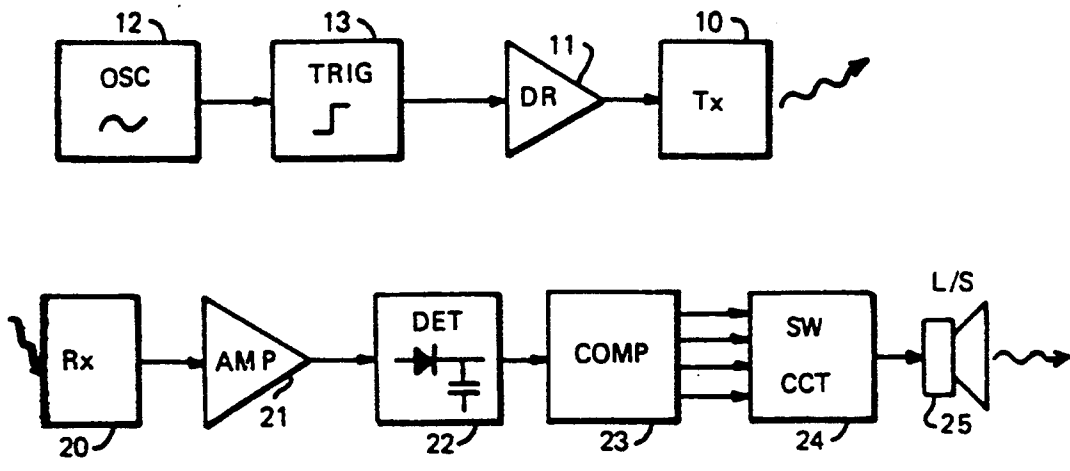 12 13 11 10
OSC TRIG DR Tx
L/S
Rx AMP DET COMP SW
CCT
20 21 22 23 24 25